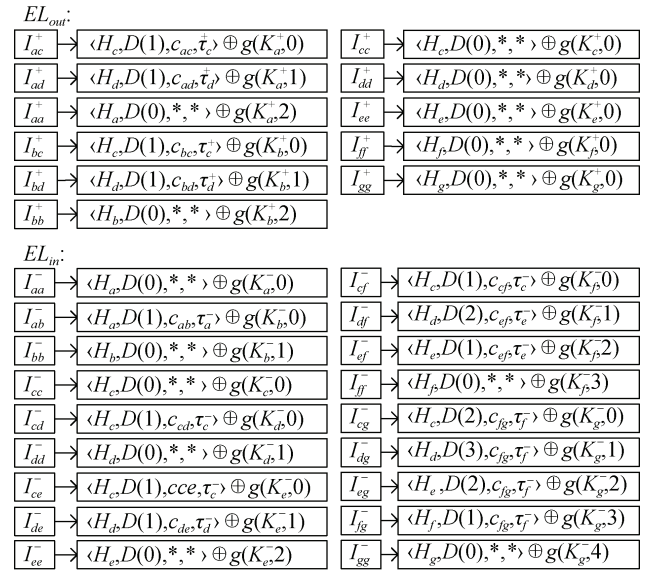 EL_out:
I_ac^+ → ‹H_c,D(1),c_ac,τ_c^+› ⊕ g(K_a^+,0)
I_ad^+ → ‹H_d,D(1),c_ad,τ_d^+› ⊕ g(K_a^+,1)
I_aa^+ → ‹H_a,D(0),*,*› ⊕ g(K_a^+,2)
I_bc^+ → ‹H_c,D(1),c_bc,τ_c^+› ⊕ g(K_b^+,0)
I_bd^+ → ‹H_d,D(1),c_bd,τ_d^+› ⊕ g(K_b^+,1)
I_bb^+ → ‹H_b,D(0),*,*› ⊕ g(K_b^+,2)
I_cc^+ → ‹H_c,D(0),*,*› ⊕ g(K_c^+,0)
I_dd^+ → ‹H_d,D(0),*,*› ⊕ g(K_d^+,0)
I_ee^+ → ‹H_e,D(0),*,*› ⊕ g(K_e^+,0)
I_ff^+ → ‹H_f,D(0),*,*› ⊕ g(K_f^+,0)
I_gg^+ → ‹H_g,D(0),*,*› ⊕ g(K_g^+,0)
EL_in:
I_aa^- → ‹H_a,D(0),*,*› ⊕ g(K_a^-,0)
I_ab^- → ‹H_a,D(1),c_ab,τ_a^-› ⊕ g(K_b^-,0)
I_bb^- → ‹H_b,D(0),*,*› ⊕ g(K_b^-,1)
I_cc^- → ‹H_c,D(0),*,*› ⊕ g(K_c^-,0)
I_cd^- → ‹H_c,D(1),c_cd,τ_c^-› ⊕ g(K_d^-,0)
I_dd^- → ‹H_d,D(0),*,*› ⊕ g(K_d^-,1)
I_ce^- → ‹H_c,D(1),cce,τ_c^-› ⊕ g(K_e^-,0)
I_de^- → ‹H_d,D(1),c_de,τ_d^-› ⊕ g(K_e^-,1)
I_ee^- → ‹H_e,D(0),*,*› ⊕ g(K_e^-,2)
I_cf^- → ‹H_c,D(1),c_cf,τ_c^-› ⊕ g(K_f^-,0)
I_df^- → ‹H_d,D(2),c_ef,τ_e^-› ⊕ g(K_f^-,1)
I_ef^- → ‹H_e,D(1),c_ef,τ_e^-› ⊕ g(K_f^-,2)
I_ff^- → ‹H_f,D(0),*,*› ⊕ g(K_f^-,3)
I_cg^- → ‹H_c,D(2),c_fg,τ_f^-› ⊕ g(K_g^-,0)
I_dg^- → ‹H_d,D(3),c_fg,τ_f^-› ⊕ g(K_g^-,1)
I_eg^- → ‹H_e,D(2),c_fg,τ_f^-› ⊕ g(K_g^-,2)
I_fg^- → ‹H_f,D(1),c_fg,τ_f^-› ⊕ g(K_g^-,3)
I_gg^- → ‹H_g,D(0),*,*› ⊕ g(K_g^-,4)